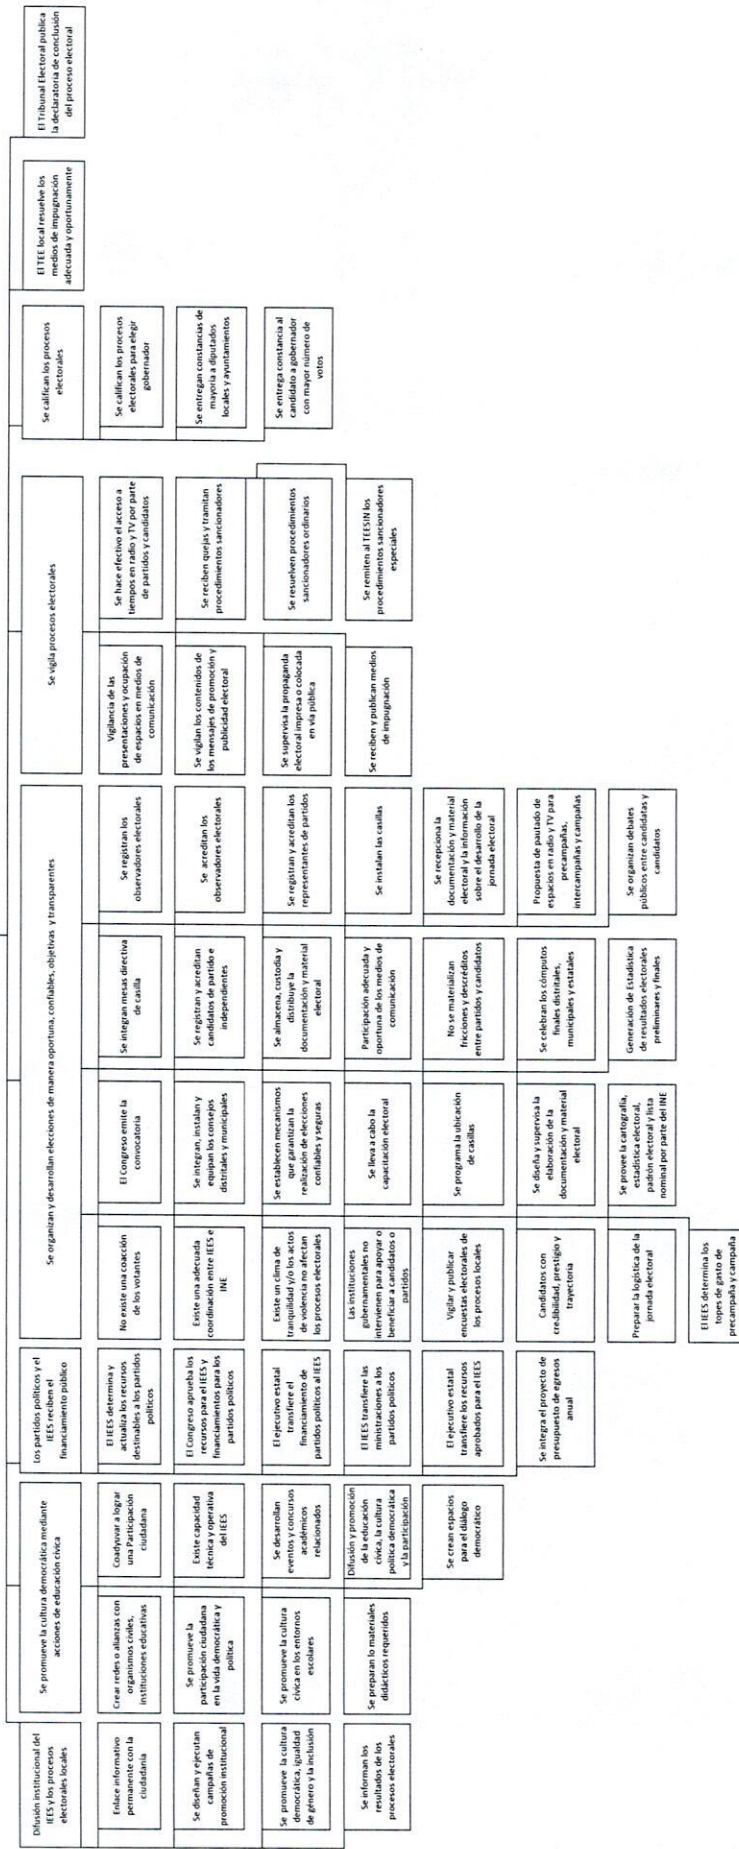 Difusión institucional del
IEES y los procesos
electorales locales
Enlace informativo
permanente con la
ciudadanía
Se diseñan y ejecutan
campañas de
promoción institucional
Se promueve la cultura
democrática, igualdad
de género y la inclusión
Se informan los
resultados de los
procesos electorales
Se promueve la cultura democrática mediante
acciones de educación cívica
Crear redes o alianzas con
organismos civiles,
instituciones educativas
Se promueve la
participación ciudadana
en la vida democrática y
política
Se promueve la cultura
cívica en los entornos
escolares
Se preparan lo materiales
didácticos requeridos
Coadyuvar a lograr
una Participación
ciudadana
Existe capacidad
técnica y operativa
del IEES
Se desarrollan
eventos y concursos
académicos
relacionados
Difusión y promoción
de la educación
cívica, la cultura
política democrática
y la participación
Se crean espacios
para el diálogo
democrático
Los partidos políticos y el
IEES reciben el
financiamiento público
El IEES determina y
actualiza los recursos
destinables a los partidos
políticos
El Congreso aprueba los
recursos para el IEES y
financiamientos para los
partidos políticos
El ejecutivo estatal
transfiere el
financiamiento de
partidos políticos al IEES
El IEES transfiere las
ministraciones a los
partidos políticos
El ejecutivo estatal
transfiere los recursos
aprobados para el IEES
Se integra el proyecto de
presupuesto de egresos
anual
Se organizan y desarrollan elecciones de manera oportuna, confiables, objetivas y transparentes
No existe una coacción
de los votantes
Existe una adecuada
coordinación entre IEES e
INE
Existe un clima de
tranquilidad y/o los actos
de violencia no afectan
los procesos electorales
Las instituciones
gubernamentales no
intervienen para apoyar o
beneficiar a candidatos o
partidos
Vigilar y publicar
encuestas electorales de
los procesos locales
Candidatos con
credibilidad, prestigio y
trayectoria
Preparar la logística de la
jornada electoral
El IEES determina los
topes de gasto de
precampaña y campaña
El Congreso emite la
convocatoria
Se integran, instalan y
equipan los consejos
distritales y municipales
Se establecen mecanismos
que garantizan la
realización de elecciones
confiables y seguras
Se lleva a cabo la
capacitación electoral
Se programa la ubicación
de casillas
Se diseña y supervisa la
elaboración de la
documentación y material
electoral
Se provee la cartografía,
estadística electoral,
padrón electoral y lista
nominal por parte del INE
Se integran mesas directiva
de casilla
Se registran y acreditan
candidatos de partido e
independientes
Se almacena, custodia y
distribuye la
documentación y material
electoral
Participación adecuada y
oportuna de los medios de
comunicación
No se materializan
fricciones y descréditos
entre partidos y candidatos
Se celebran los cómputos
finales distritales,
municipales y estatales
Generación de Estadística
de resultados electorales
preliminares y finales
Se registran los
observadores electorales
Se acreditan los
observadores electorales
Se registran y acreditan los
representantes de partidos
Se instalan las casillas
Se recepciona la
documentación y material
electoral y la información
sobre el desarrollo de la
jornada electoral
Propuesta de pautado de
espacios en radio y TV para
precampañas,
intercampañas y campañas
Se organizan debates
públicos entre candidatas y
candidatos
Se vigila procesos electorales
Vigilancia de las
presentaciones y ocupación
de espacios en medios de
comunicación
Se vigilan los contenidos de
los mensajes de promoción y
publicidad electoral
Se supervisa la propaganda
electoral impresa o colocada
en vía pública
Se reciben y publican medios
de impugnación
Se hace efectivo el acceso a
tiempos en radio y TV por parte
de partidos y candidatos
Se reciben quejas y tramitan
procedimientos sancionadores
Se resuelven procedimientos
sancionadores ordinarios
Se remiten al TEESIN los
procedimientos sancionadores
especiales
Se califican los procesos
electorales
Se califican los procesos
electorales para elegir
gobernador
Se entregan constancias de
mayoría a diputados
locales y ayuntamientos
Se entrega constancia al
candidato a gobernador
con mayor número de
votos
El TEE local resuelve los
medios de impugnación
adecuada y oportunamente
El Tribunal Electoral publica
la declaratoria de conclusión
del proceso electoral